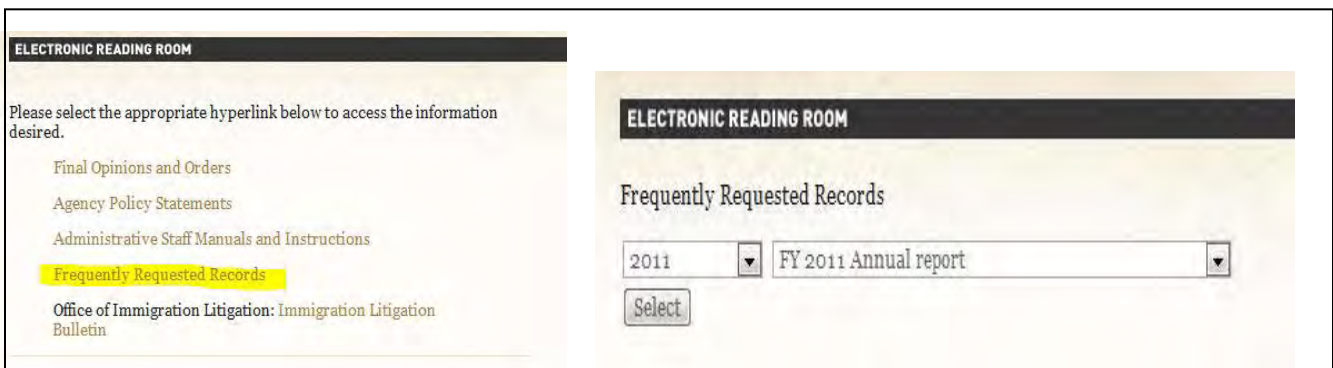 ELECTRONIC READING ROOM
Please select the appropriate hyperlink below to access the information
desired.
Final Opinions and Orders
Agency Policy Statements
Administrative Staff Manuals and Instructions
Frequently Requested Records
Office of Immigration Litigation: Immigration Litigation
Bulletin
ELECTRONIC READING ROOM
Frequently Requested Records
2011 FY 2011 Annual report
Select